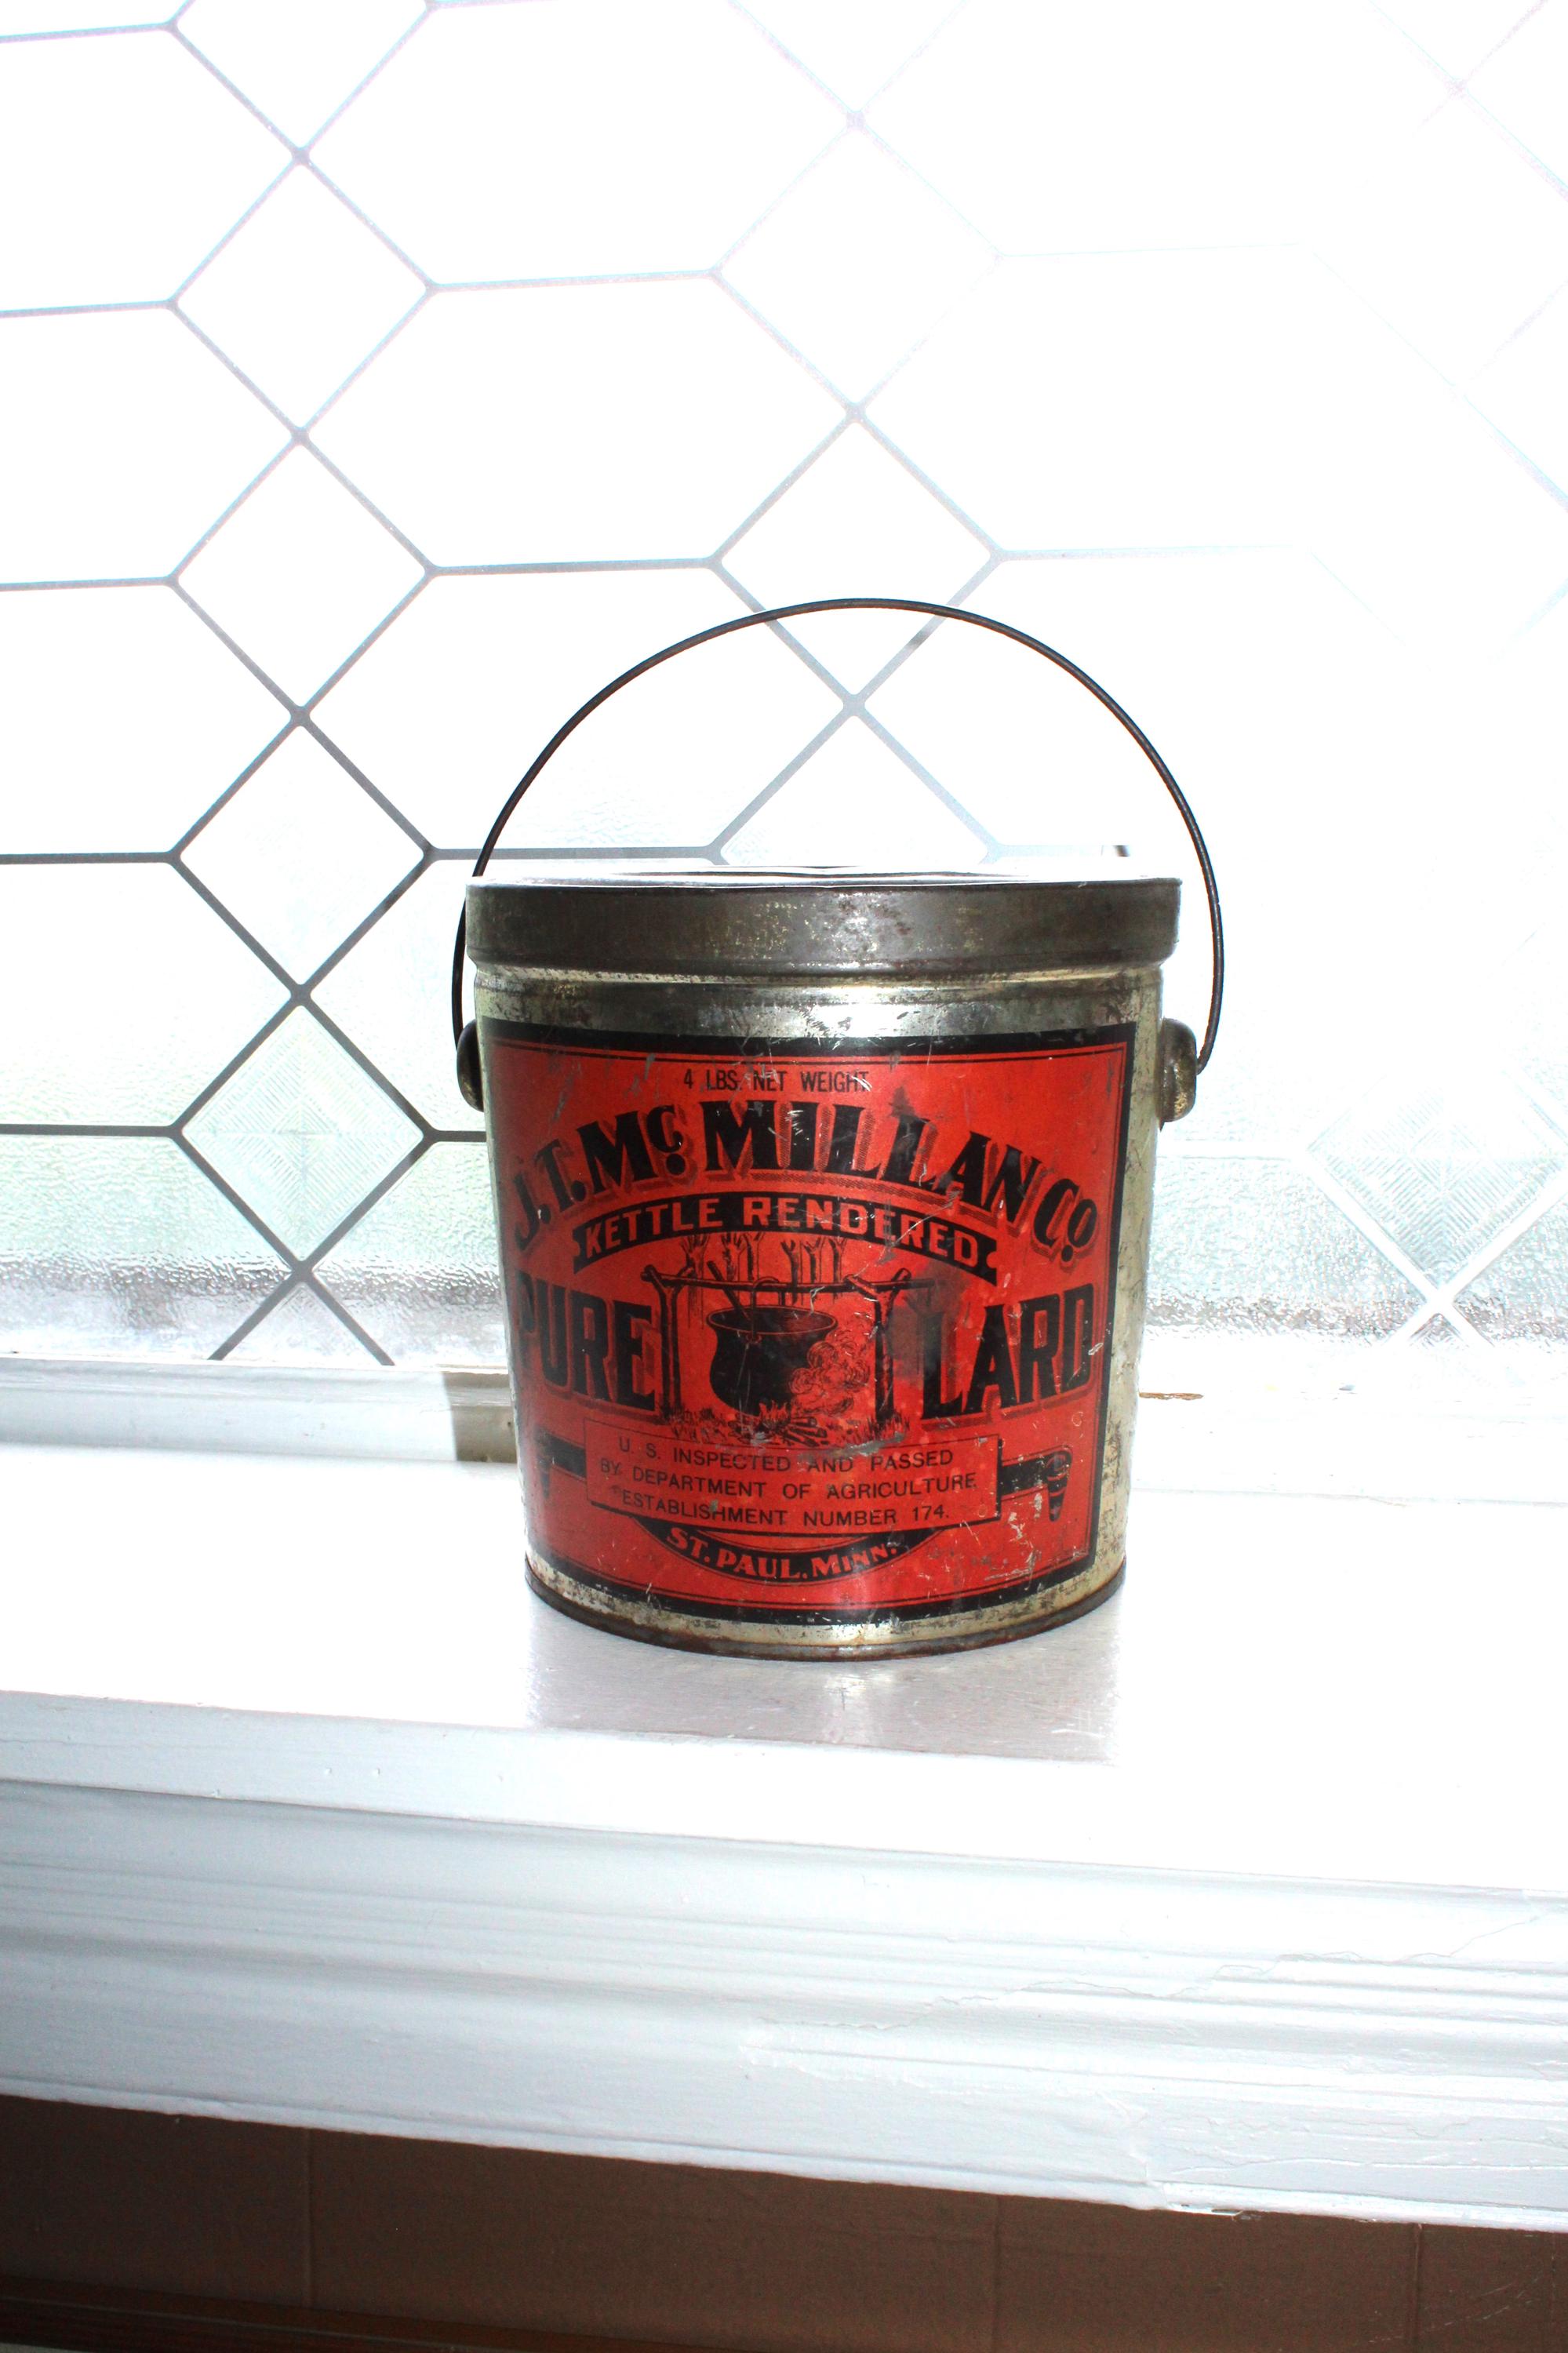 4 LBS. NET WEIGHT
J.T. McMILLAN CO
KETTLE RENDERED
PURE LARD
U. S. INSPECTED AND PASSED
BY DEPARTMENT OF AGRICULTURE
ESTABLISHMENT NUMBER 174.
ST. PAUL, MINN.